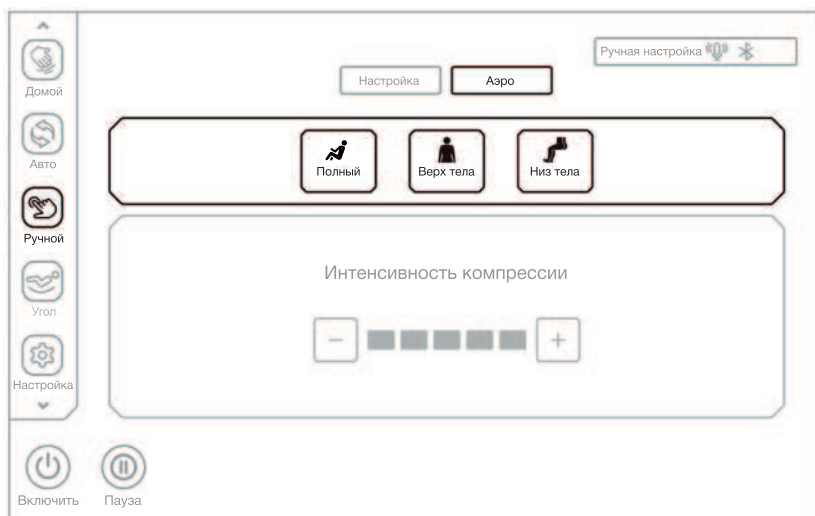 Ручная настройка
Настройка
Аэро
Домой
Авто
Ручной
Угол
Настройка
Полный
Верх тела
Низ тела
Интенсивность компрессии
−
+
Включить
Пауза